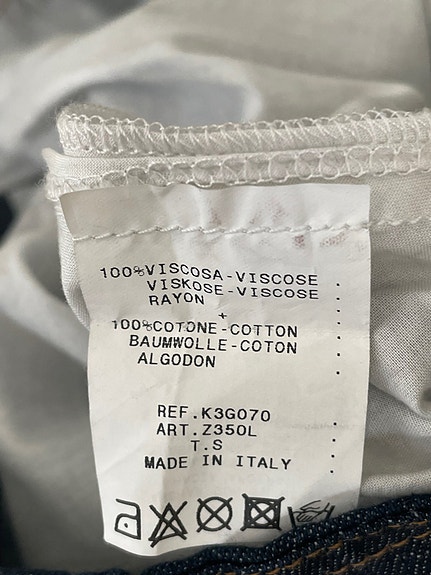 100%VISCOSA-VISCOSE
VISKOSE-VISCOSE
RAYON
+
100%COTONE-COTTON
BAUMWOLLE-COTON
ALGODON
REF.K3G070
ART.Z350L
T.S
MADE IN ITALY